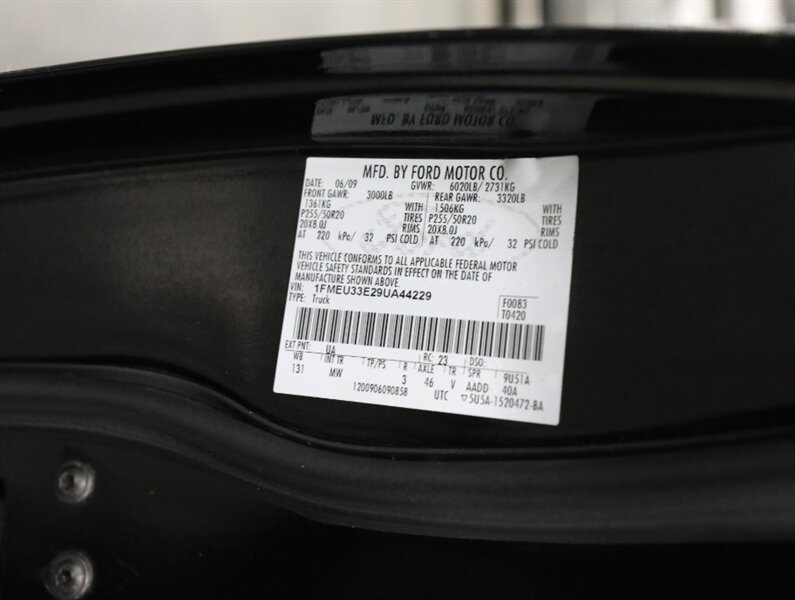 MFD. BY FORD MOTOR CO.
DATE: 06/09 GVWR: 6020LB/ 2731KG
FRONT GAWR: 3000LB REAR GAWR: 3320LB
1361KG WITH 1506KG WITH
P255/50R20 TIRES P255/50R20 TIRES
20X8.0J RIMS 20X8.0J RIMS
AT 220 kPa/ 32 PSI COLD AT 220 kPa/ 32 PSI COLD
THIS VEHICLE CONFORMS TO ALL APPLICABLE FEDERAL MOTOR
VEHICLE SAFETY STANDARDS IN EFFECT ON THE DATE OF
MANUFACTURE SHOWN ABOVE.
VIN: 1FMEU33E29UA44229
TYPE: Truck
F0083
T0420
EXT PNT: UA RC: 23 DSO:
WB INT TR TP/PS R AXLE TR SPR 9U51A
131 MW 3 46 V AADD 40A
1200906090858 UTC ▽5U5A-1520472-BA